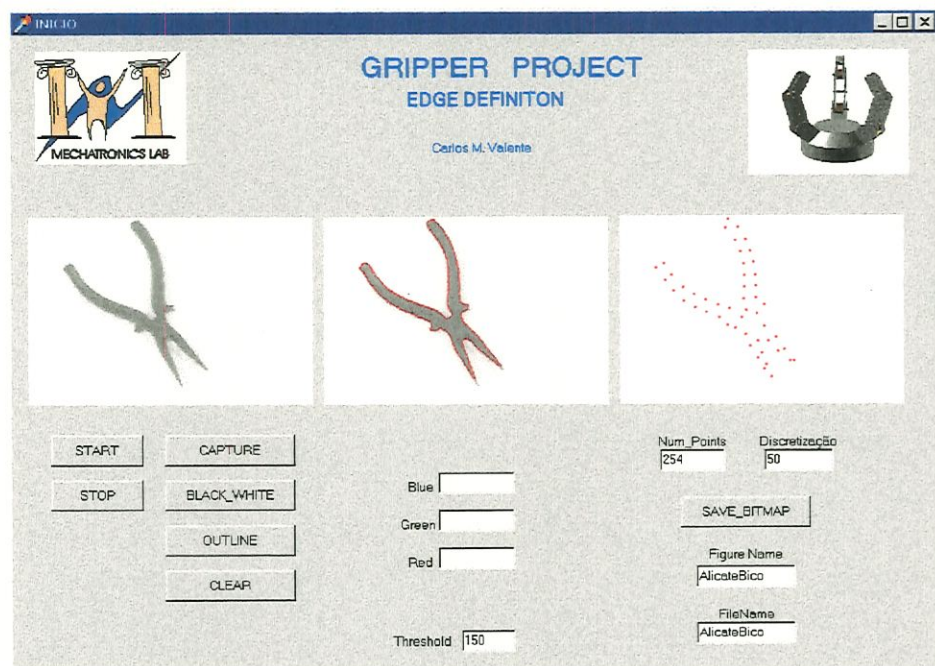 INICIO
GRIPPER PROJECT
EDGE DEFINITON
Carlos M. Valente
MECHATRONICS LAB
START
CAPTURE
STOP
BLACK_WHITE
OUTLINE
CLEAR
Blue
Green
Red
Threshold 150
Num_Points Discretização
254 50
SAVE_BITMAP
Figure Name
AlicateBico
FileName
AlicateBico